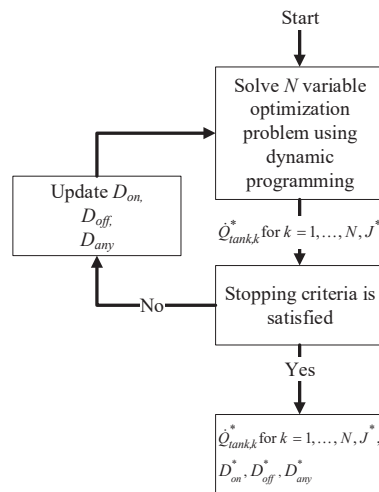 Start
Solve N variable
optimization
problem using
dynamic
programming
Update D_on,
D_off,
D_any
Q̇*_tank,k for k = 1,…, N, J*
Stopping criteria is
satisfied
No
Yes
Q̇*_tank,k for k = 1,…, N, J*,
D*_on, D*_off, D*_any